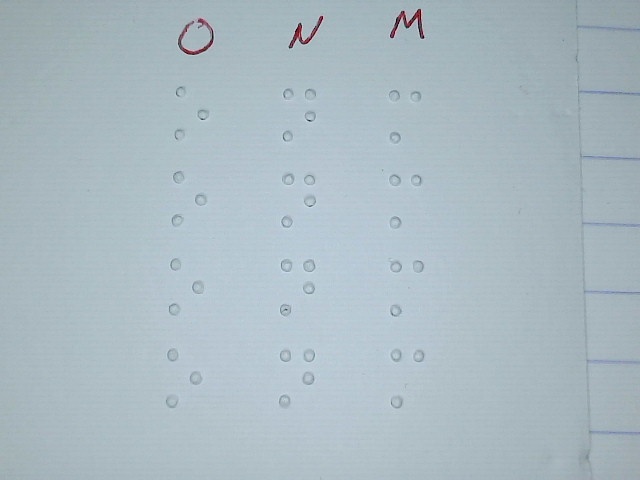 O N M
⠕ ⠝ ⠍
⠕ ⠝ ⠍
⠕ ⠝ ⠍
⠕ ⠝ ⠍